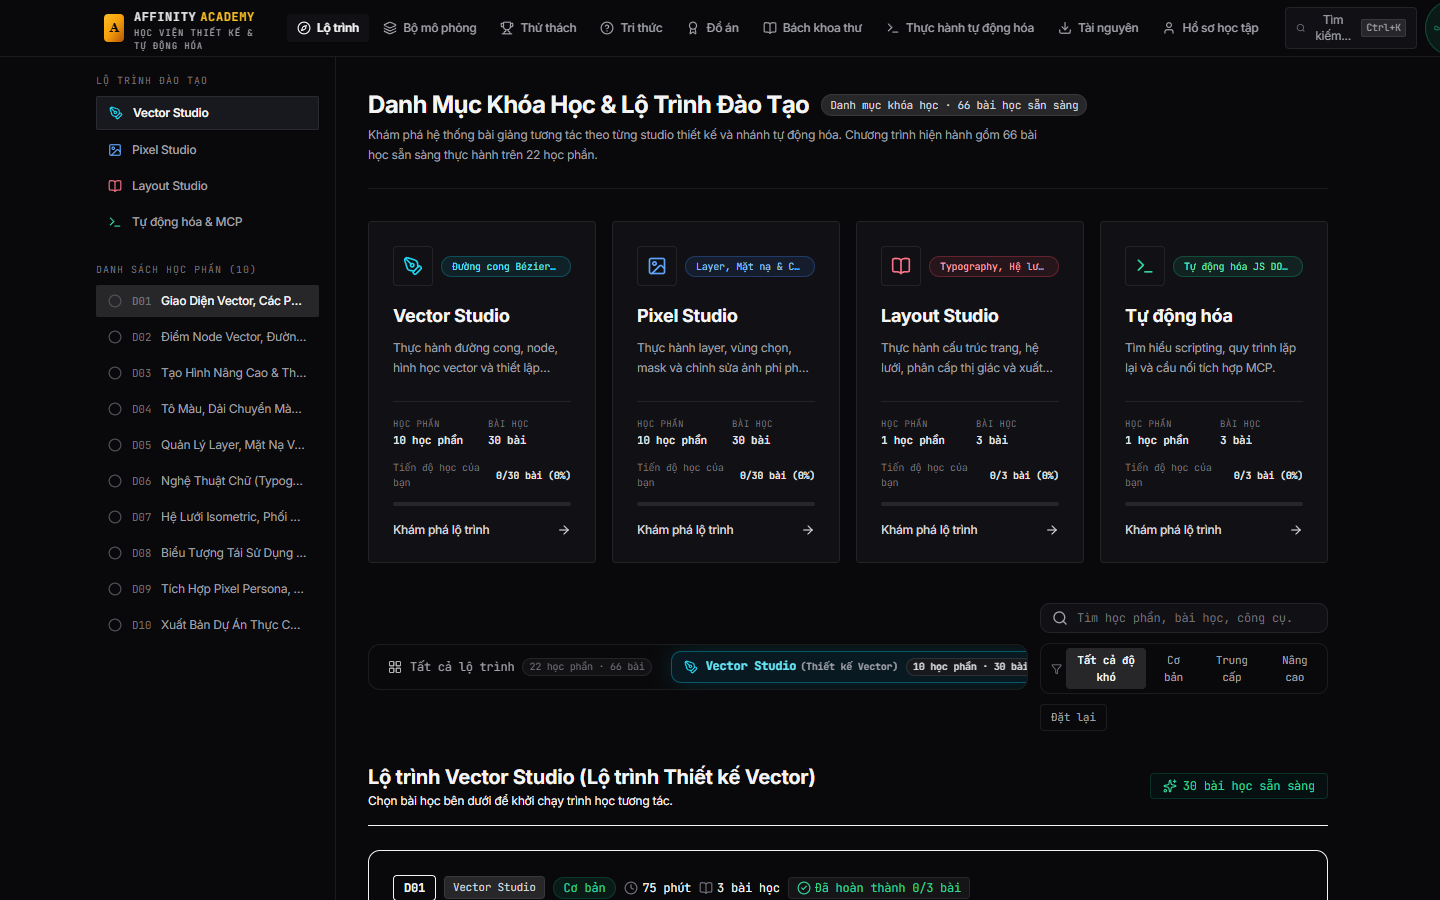 AFFINITY ACADEMY
HỌC VIỆN THIẾT KẾ &
TỰ ĐỘNG HÓA
A
Lộ trình
Bộ mô phỏng
Thử thách
Tri thức
Đồ án
Bách khoa thư
Thực hành tự động hóa
Tài nguyên
Hồ sơ học tập
Tìm
kiếm...
Ctrl+K
LỘ TRÌNH ĐÀO TẠO
Vector Studio
Pixel Studio
Layout Studio
Tự động hóa & MCP
DANH SÁCH HỌC PHẦN (10)
D01 Giao Diện Vector, Các P...
D02 Điểm Node Vector, Đườn...
D03 Tạo Hình Nâng Cao & Th...
D04 Tô Màu, Dải Chuyển Mà...
D05 Quản Lý Layer, Mặt Nạ V...
D06 Nghệ Thuật Chữ (Typog...
D07 Hệ Lưới Isometric, Phối ...
D08 Biểu Tượng Tái Sử Dụng ...
D09 Tích Hợp Pixel Persona, ...
D10 Xuất Bản Dự Án Thực C...
Danh Mục Khóa Học & Lộ Trình Đào Tạo
Danh mục khóa học · 66 bài học sẵn sàng
Khám phá hệ thống bài giảng tương tác theo từng studio thiết kế và nhánh tự động hóa. Chương trình hiện hành gồm 66 bài
học sẵn sàng thực hành trên 22 học phần.
Đường cong Bézier…
Vector Studio
Thực hành đường cong, node,
hình học vector và thiết lập...
HỌC PHẦN BÀI HỌC
10 học phần 30 bài
Tiến độ học của
bạn
0/30 bài (0%)
Khám phá lộ trình
Layer, Mặt nạ & C…
Pixel Studio
Thực hành layer, vùng chọn,
mask và chỉnh sửa ảnh phi ph...
HỌC PHẦN BÀI HỌC
10 học phần 30 bài
Tiến độ học của
bạn
0/30 bài (0%)
Khám phá lộ trình
Typography, Hệ lư…
Layout Studio
Thực hành cấu trúc trang, hệ
lưới, phân cấp thị giác và xuất...
HỌC PHẦN BÀI HỌC
1 học phần 3 bài
Tiến độ học của
bạn
0/3 bài (0%)
Khám phá lộ trình
Tự động hóa JS DO…
Tự động hóa
Tìm hiểu scripting, quy trình lặp
lại và cầu nối tích hợp MCP.
HỌC PHẦN BÀI HỌC
1 học phần 3 bài
Tiến độ học của
bạn
0/3 bài (0%)
Khám phá lộ trình
Tất cả lộ trình 22 học phần · 66 bài
Vector Studio (Thiết kế Vector) 10 học phần · 30 bài
Tìm học phần, bài học, công cụ.
Tất cả độ
khó
Cơ
bản
Trung
cấp
Nâng
cao
Đặt lại
Lộ trình Vector Studio (Lộ trình Thiết kế Vector)
Chọn bài học bên dưới để khởi chạy trình học tương tác.
30 bài học sẵn sàng
D01 Vector Studio Cơ bản 75 phút 3 bài học Đã hoàn thành 0/3 bài